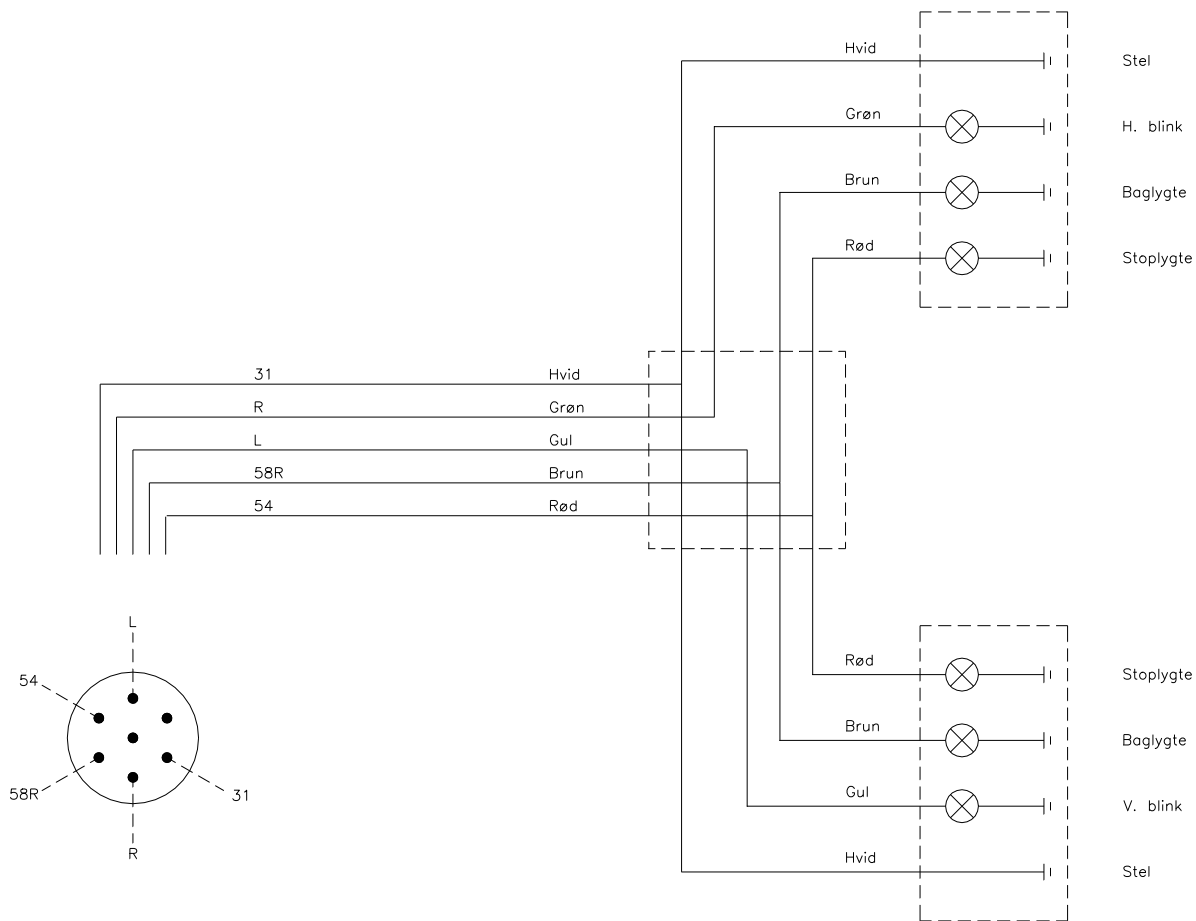 Hvid Stel
Grøn H. blink
Brun Baglygte
Rød Stoplygte
31 Hvid
R Grøn
L Gul
58R Brun
54 Rød
L
54
58R
31
R
Rød Stoplygte
Brun Baglygte
Gul V. blink
Hvid Stel